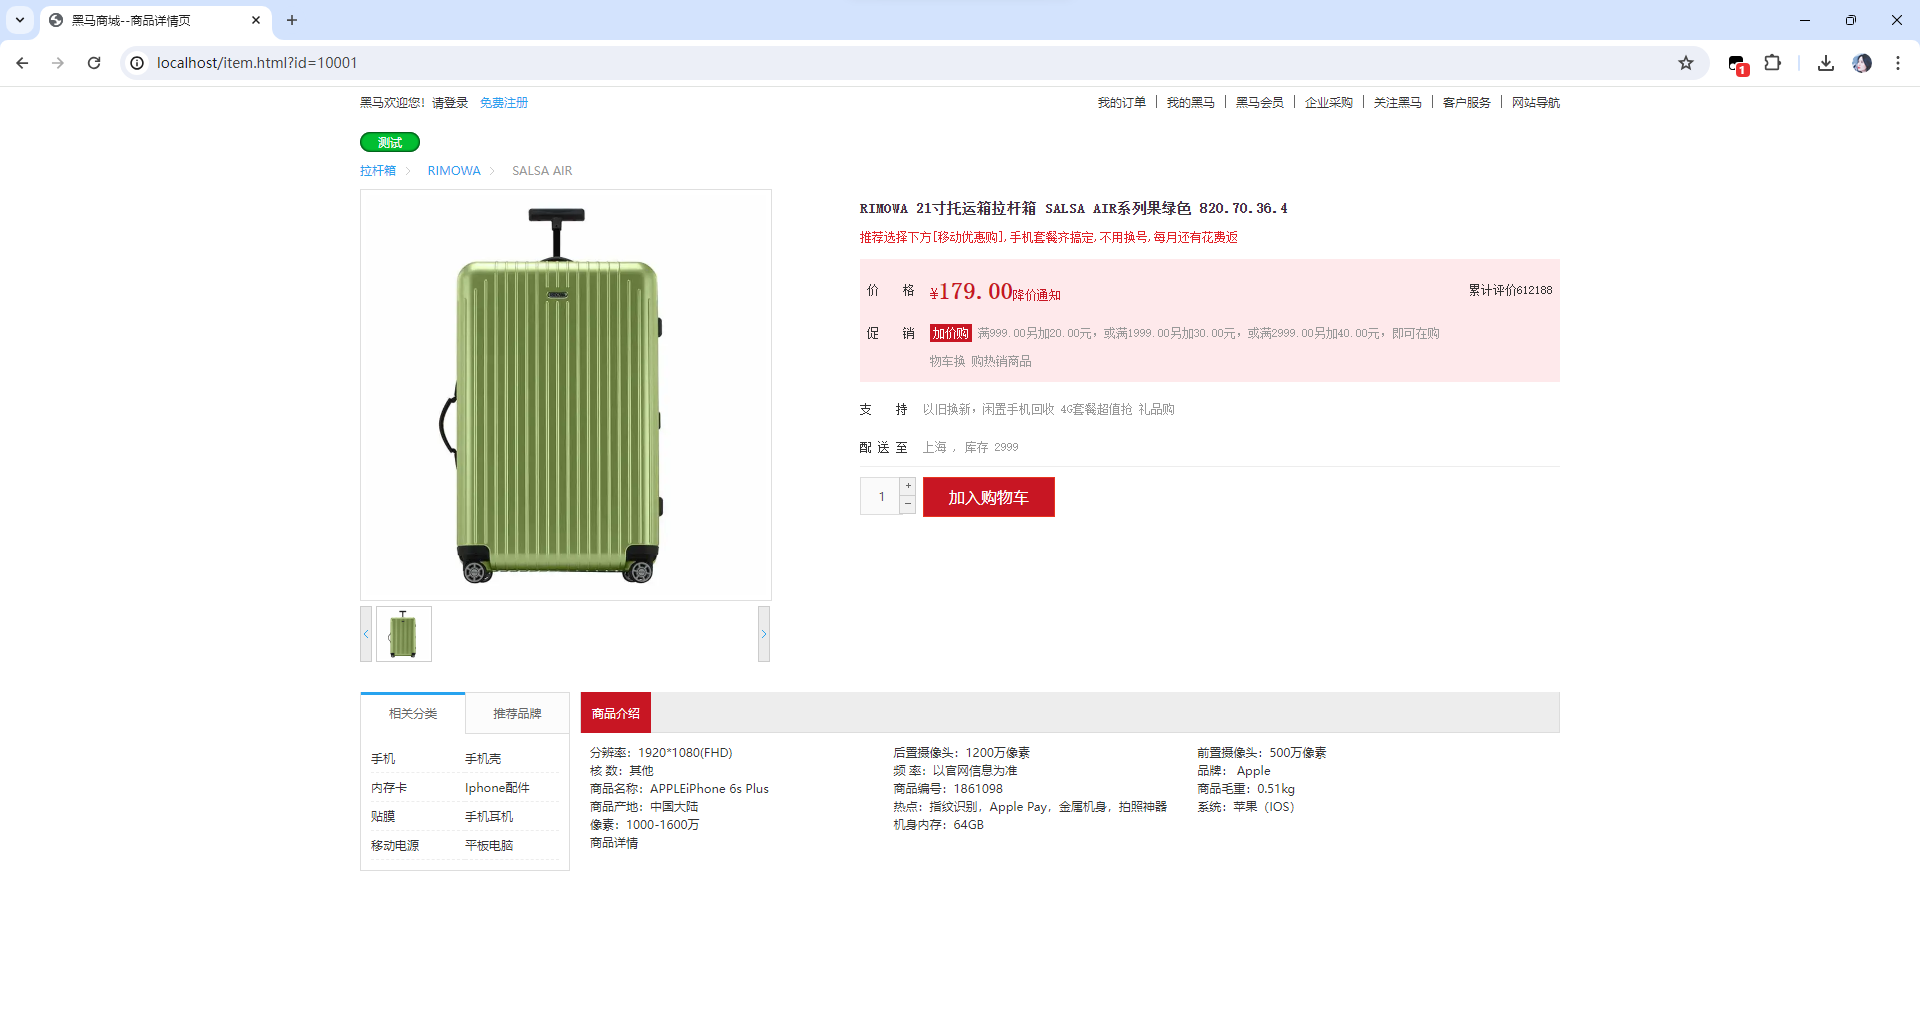 黑马商城--商品详情页
localhost/item.html?id=10001
1
黑马欢迎您！请登录 免费注册
我的订单 我的黑马 黑马会员 企业采购 关注黑马 客户服务 网站导航
测试
拉杆箱 RIMOWA SALSA AIR
RIMOWA 21寸托运箱拉杆箱 SALSA AIR系列果绿色 820.70.36.4
推荐选择下方[移动优惠购],手机套餐齐搞定,不用换号,每月还有花费返
价 格 ¥179.00降价通知 累计评价612188
促 销 加价购 满999.00另加20.00元，或满1999.00另加30.00元，或满2999.00另加40.00元，即可在购
物车换 购热销商品
支 持 以旧换新，闲置手机回收 4G套餐超值抢 礼品购
配 送 至 上海 ， 库存 2999
1 + - 加入购物车
相关分类 推荐品牌
手机 手机壳
内存卡 Iphone配件
贴膜 手机耳机
移动电源 平板电脑
商品介绍
分辨率：1920*1080(FHD) 后置摄像头：1200万像素 前置摄像头：500万像素
核 数：其他 频 率：以官网信息为准 品牌： Apple
商品名称：APPLEiPhone 6s Plus 商品编号：1861098 商品毛重：0.51kg
商品产地：中国大陆 热点：指纹识别，Apple Pay，金属机身，拍照神器 系统：苹果（IOS）
像素：1000-1600万 机身内存：64GB
商品详情